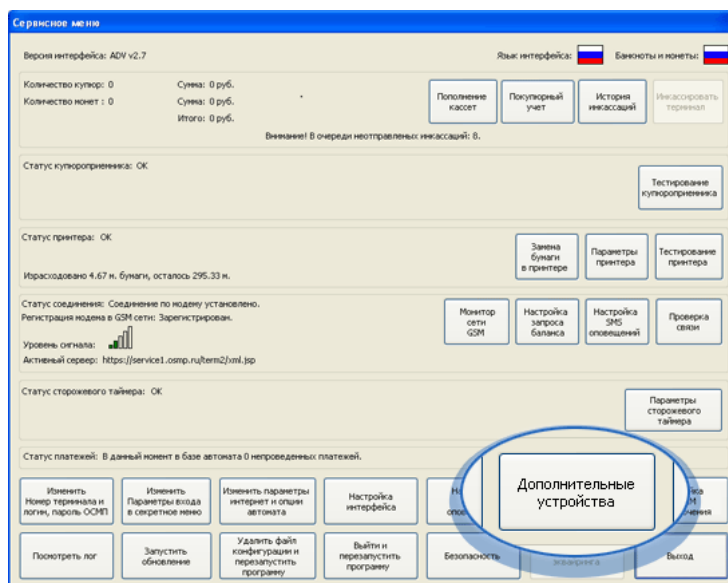 Сервисное меню
Версия интерфейса: ADV v2.7
Язык интерфейса:
Банкноты и монеты:
Количество купюр: 0
Сумма: 0 руб.
Количество монет : 0
Сумма: 0 руб.
Итого: 0 руб.
Пополнение
кассет
Покупюрный
учет
История
инкассаций
Инкассировать
терминал
Внимание! В очереди неотправленых инкассаций: 8.
Статус купюроприемника: OK
Тестирование
купюроприемника
Статус принтера: OK
Замена
бумаги
в принтере
Параметры
принтера
Тестирование
принтера
Израсходовано 4.67 м. бумаги, осталось 295.33 м.
Статус соединения: Соединение по модему установлено.
Регистрация модема в GSM сети: Зарегистрирован.
Уровень сигнала:
Активный сервер: https://service1.osmp.ru/term2/xml.jsp
Монитор
сети
GSM
Настройка
запроса
баланса
Настройка
SMS
оповещений
Проверка
связи
Статус сторожевого таймера: OK
Параметры
сторожевого
таймера
Статус платежей: В данный момент в базе автомата 0 непроведенных платежей.
Изменить
Номер терминала и
логин, пароль ОСМП
Изменить
Параметры входа
в секретное меню
Изменить параметры
интернет и опции
автомата
Настройка
интерфейса
Дополнительные
устройства
Посмотреть лог
Запустить
обновление
Удалить файл
конфигурации и
перезапустить
программу
Выйти и
перезапустить
программу
Безопасность
эквайринга
Выход